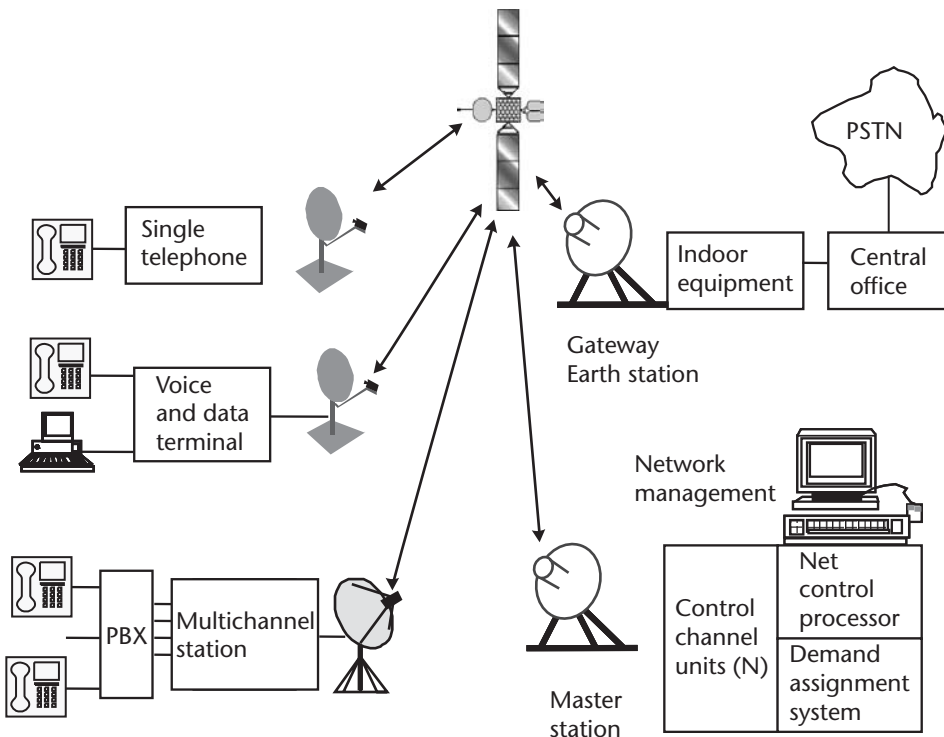 PSTN
Single
telephone
Indoor
equipment
Central
office
Gateway
Earth station
Voice
and data
terminal
Network
management
PBX
Multichannel
station
Control
channel
units (N)
Net
control
processor
Demand
assignment
system
Master
station